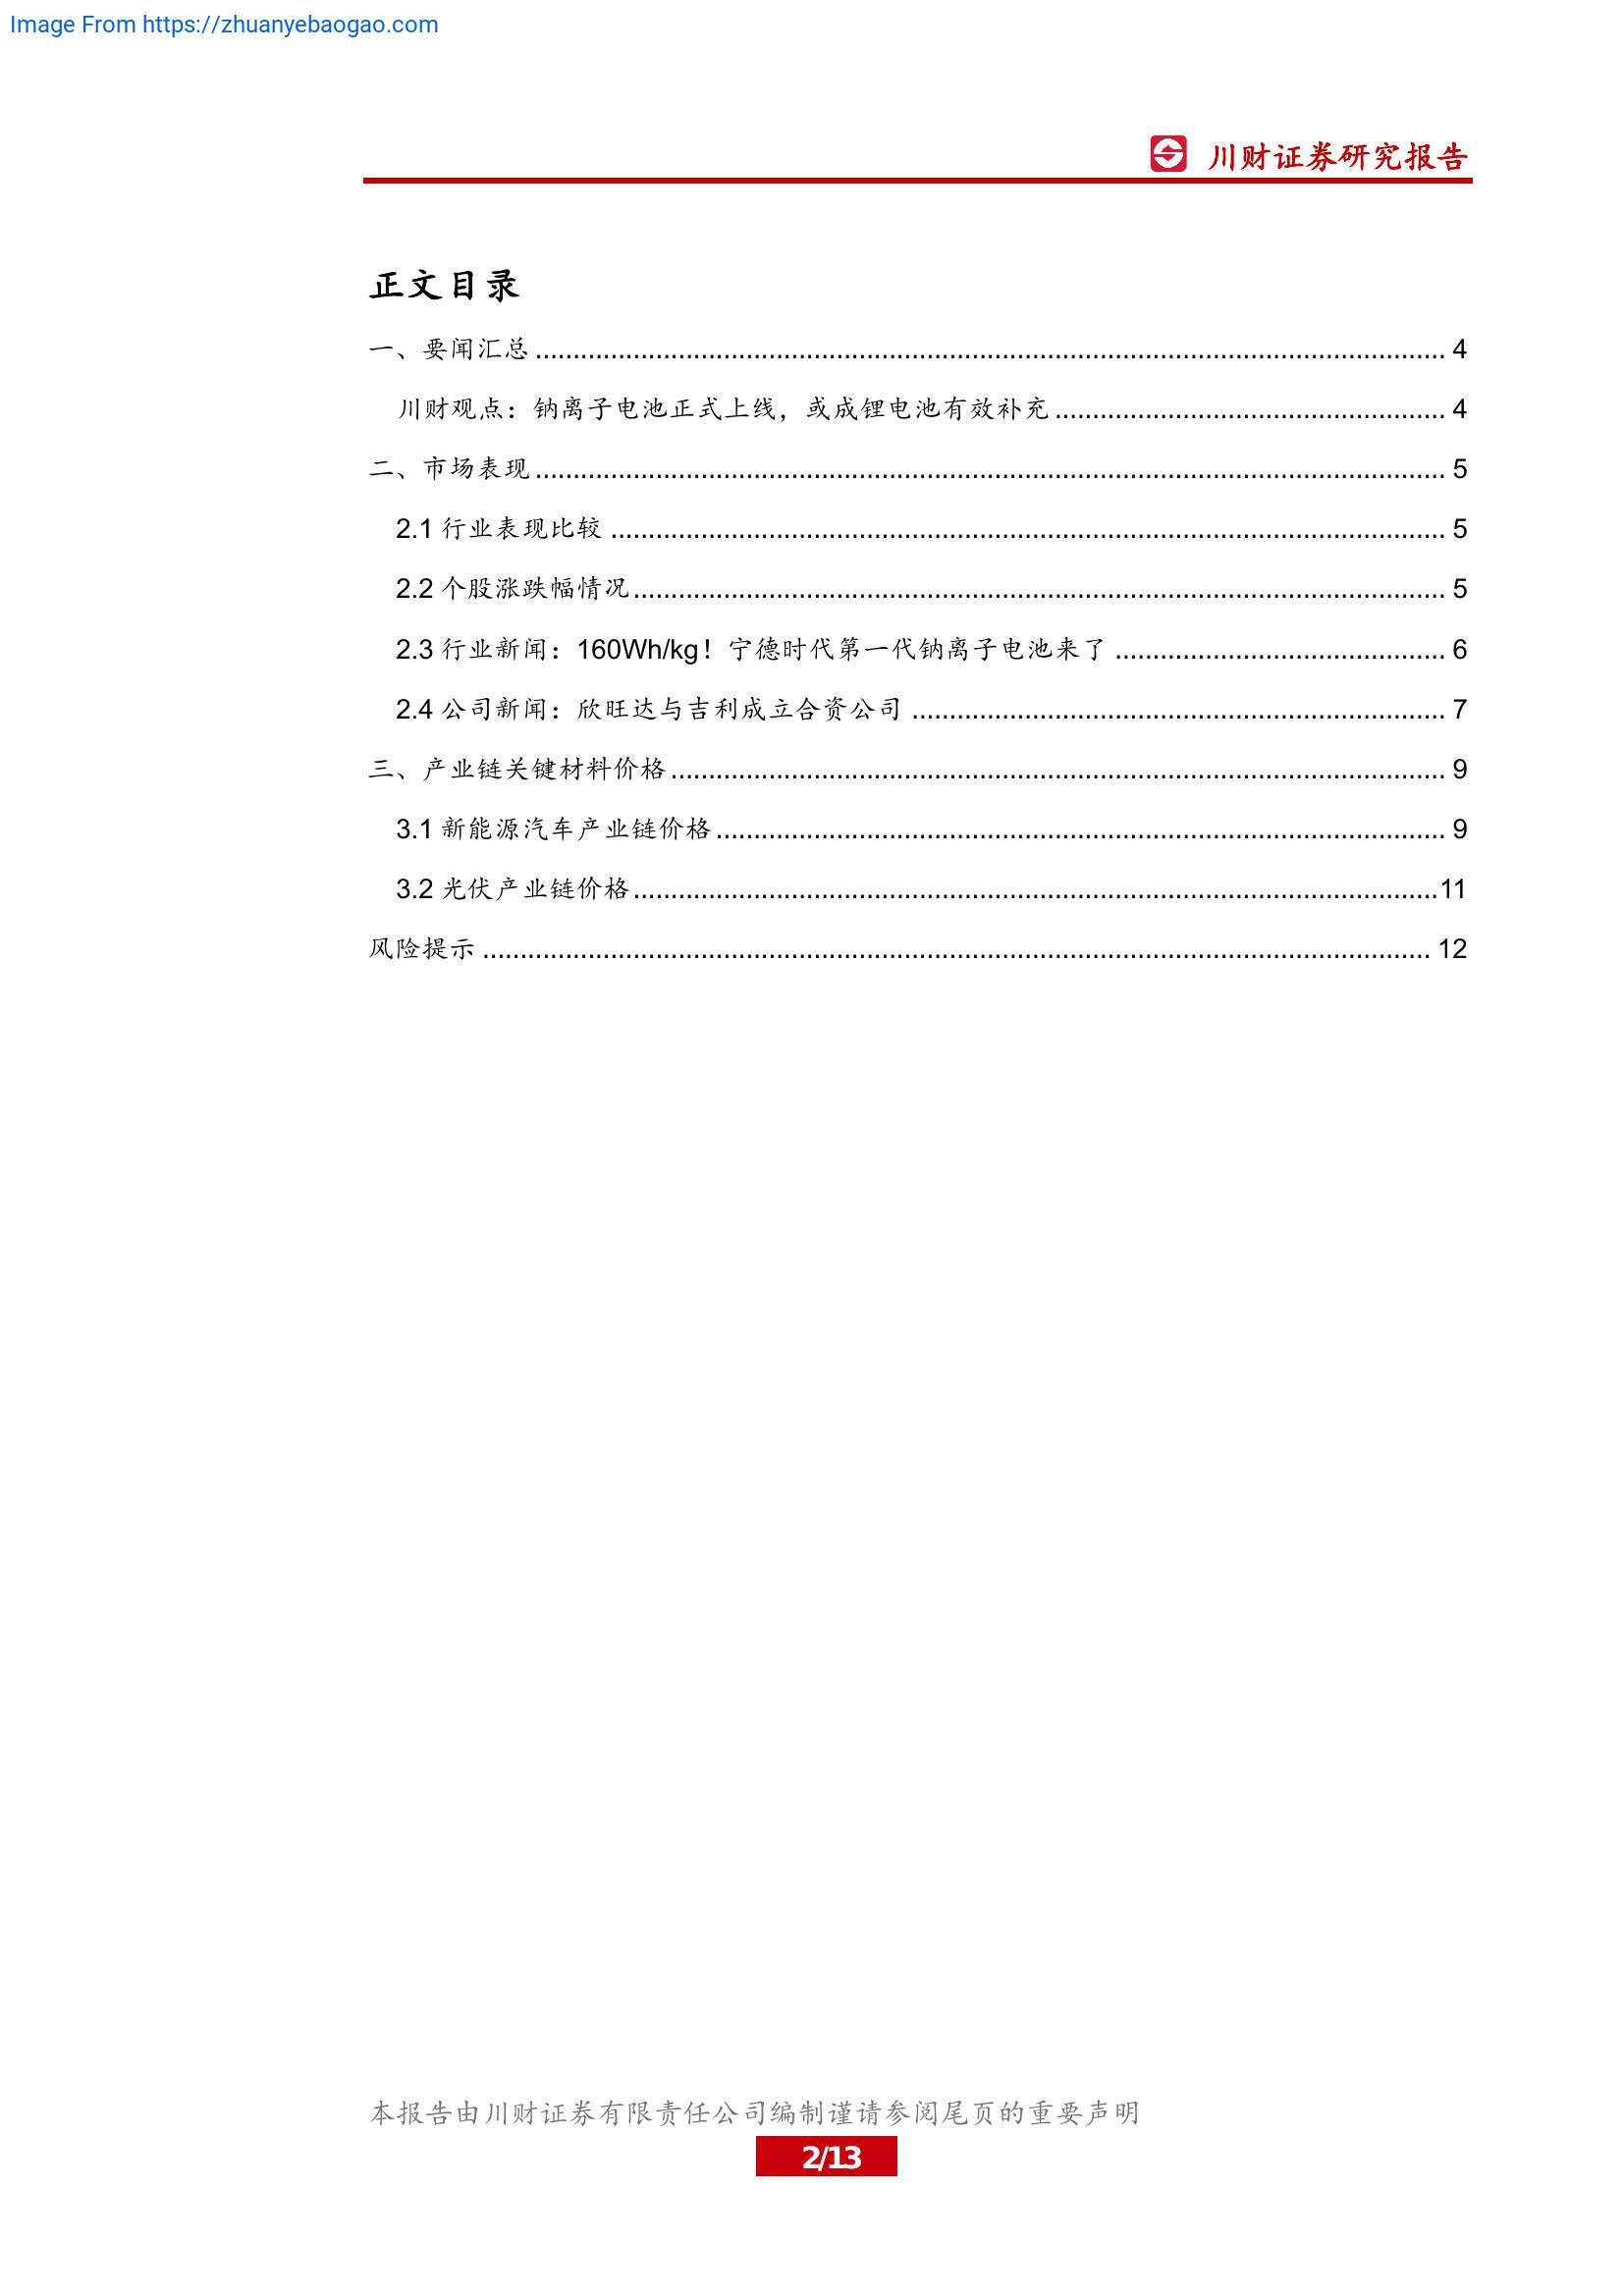 Image From https://zhuanyebaogao.com
川财证券研究报告
正文目录
一、要闻汇总 ........................................................ 4
川财观点：钠离子电池正式上线，或成锂电池有效补充 ........................................................ 4
二、市场表现 ........................................................ 5
2.1 行业表现比较 ........................................................ 5
2.2 个股涨跌幅情况 ........................................................ 5
2.3 行业新闻：160Wh/kg！宁德时代第一代钠离子电池来了 ........................................................ 6
2.4 公司新闻：欣旺达与吉利成立合资公司 ........................................................ 7
三、产业链关键材料价格 ........................................................ 9
3.1 新能源汽车产业链价格 ........................................................ 9
3.2 光伏产业链价格 ........................................................ 11
风险提示 ........................................................ 12
本报告由川财证券有限责任公司编制谨请参阅尾页的重要声明
2/13